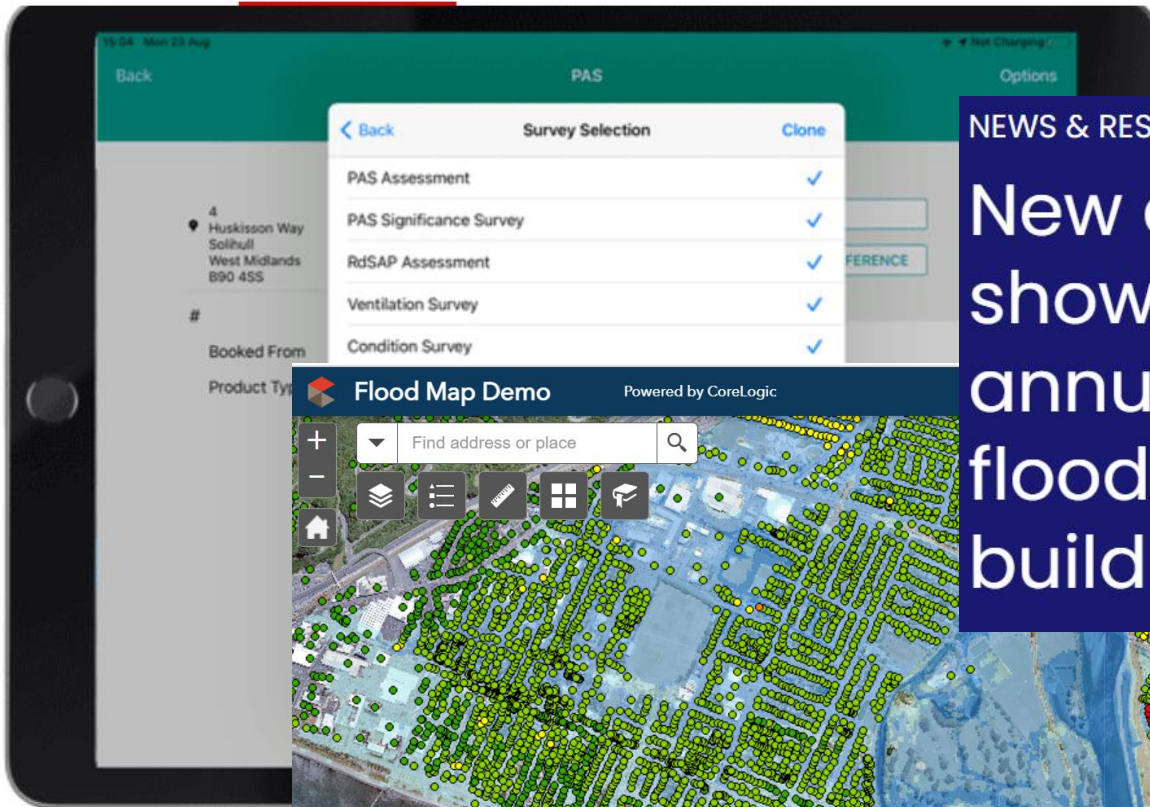 15:04 Mon 23 Aug
Not Charging
Back
PAS
Options
Back
Survey Selection
Clone
PAS Assessment
PAS Significance Survey
RdSAP Assessment
Ventilation Survey
Condition Survey
4
Huskisson Way
Solihull
West Midlands
B90 4SS
#
Booked From
Product Typ
FERENCE
Flood Map Demo
Powered by CoreLogic
Find address or place
NEWS & RES
New
show
annu
flood
build